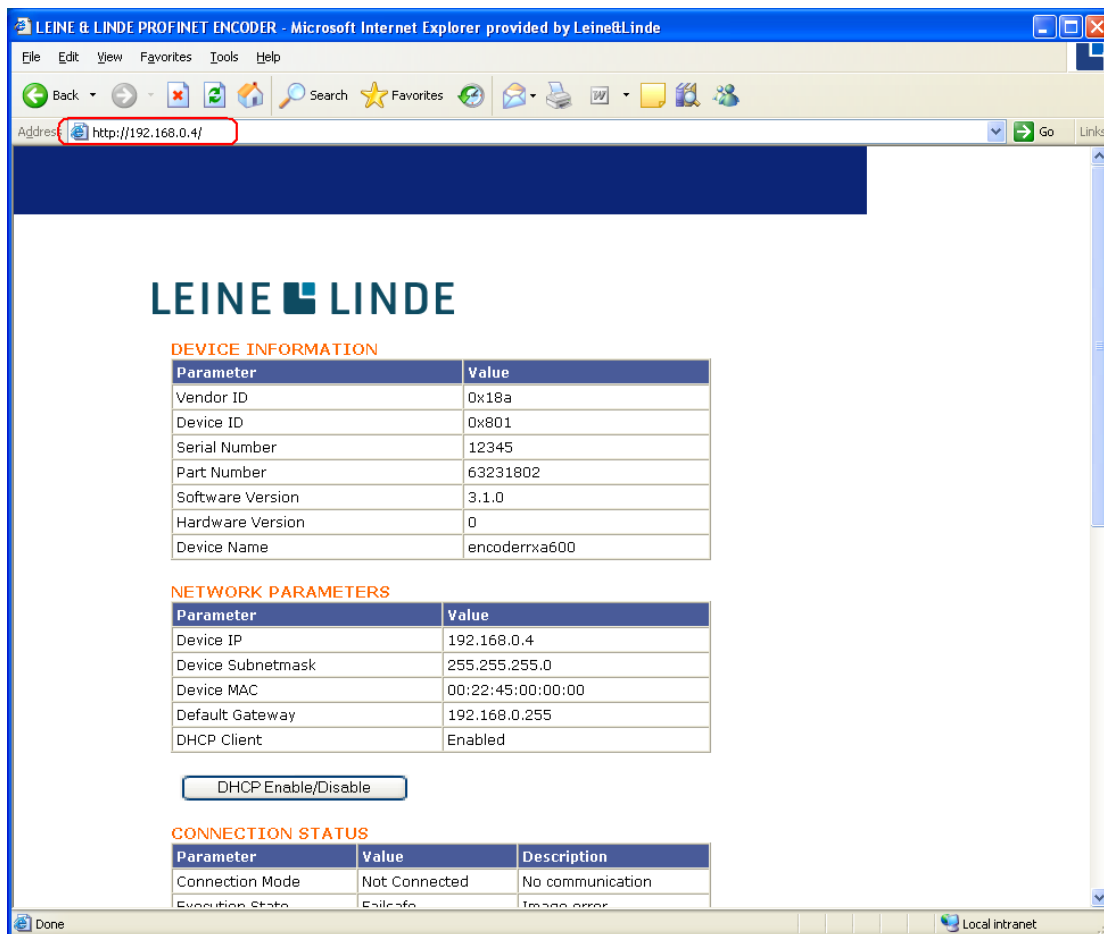 LEINE & LINDE PROFINET ENCODER - Microsoft Internet Explorer provided by Leine&Linde
File Edit View Favorites Tools Help
Back Search Favorites
Address http://192.168.0.4/ Go Links
LEINE LINDE
DEVICE INFORMATION
Parameter Value
Vendor ID 0x18a
Device ID 0x801
Serial Number 12345
Part Number 63231802
Software Version 3.1.0
Hardware Version 0
Device Name encoderrxa600
NETWORK PARAMETERS
Parameter Value
Device IP 192.168.0.4
Device Subnetmask 255.255.255.0
Device MAC 00:22:45:00:00:00
Default Gateway 192.168.0.255
DHCP Client Enabled
DHCP Enable/Disable
CONNECTION STATUS
Parameter Value Description
Connection Mode Not Connected No communication
Execution State Failsafe Image error
Done Local intranet